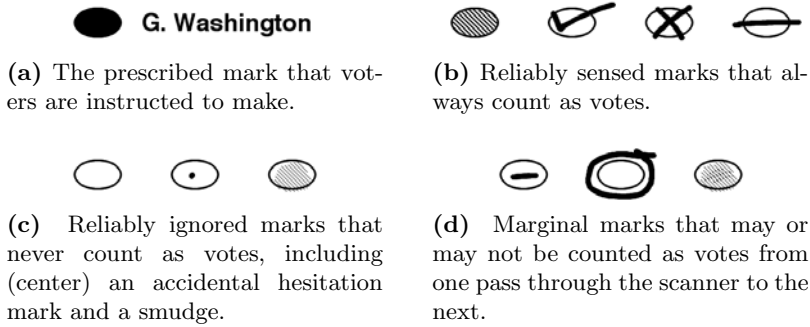 G. Washington
(a) The prescribed mark that vot-
ers are instructed to make.
(b) Reliably sensed marks that al-
ways count as votes.
(c) Reliably ignored marks that
never count as votes, including
(center) an accidental hesitation
mark and a smudge.
(d) Marginal marks that may or
may not be counted as votes from
one pass through the scanner to the
next.